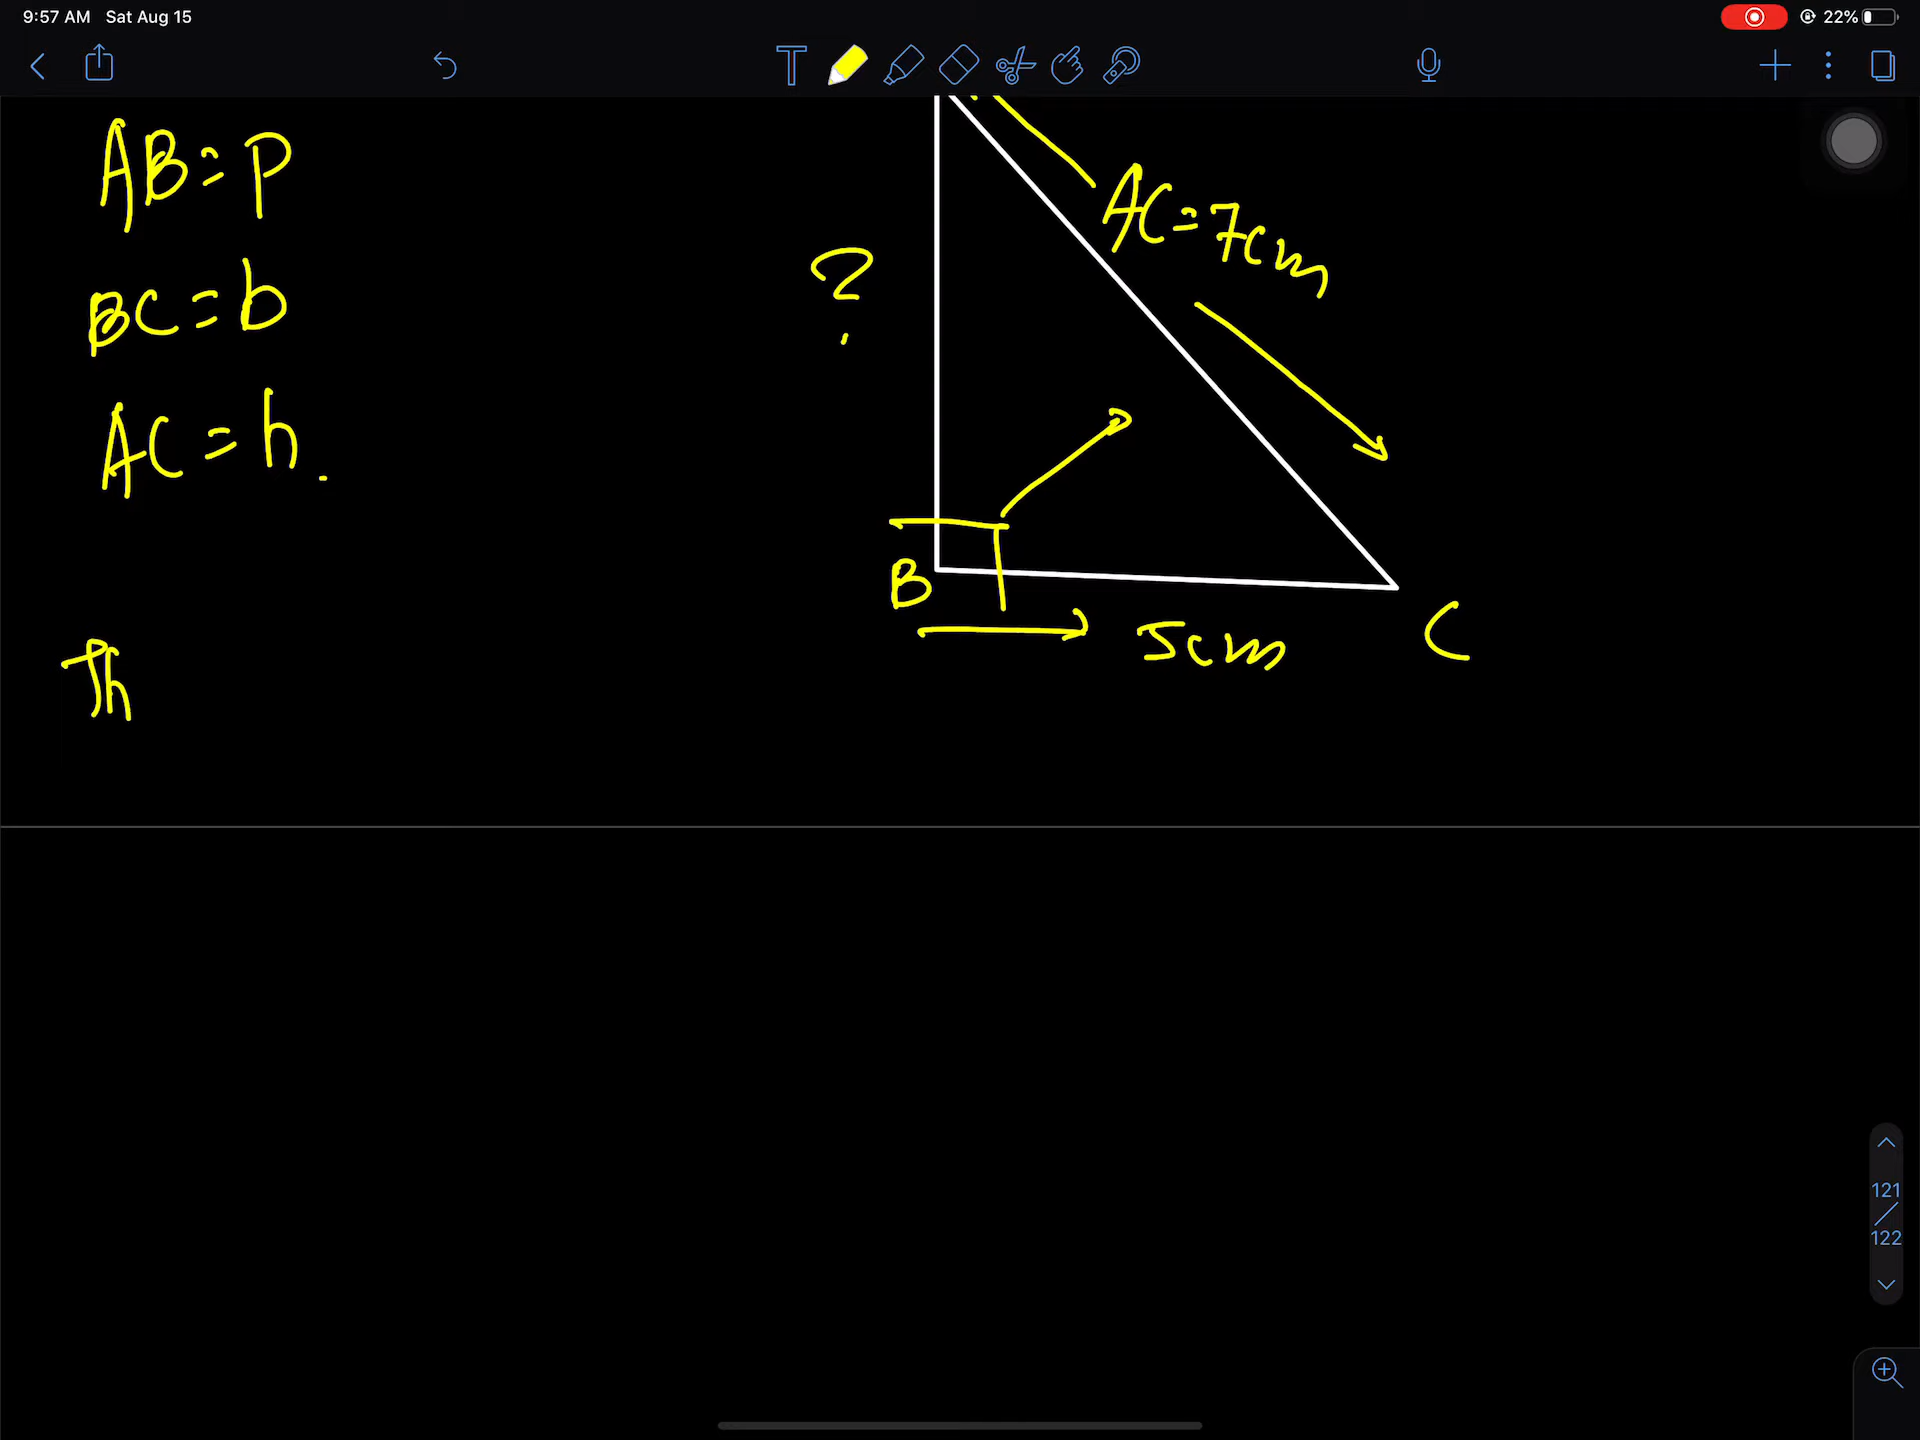 9:57 AM Sat Aug 15
22%
T
AB = p
AC = 7cm
?
BC = b
AC = h.
B
5cm
C
Th
121
122